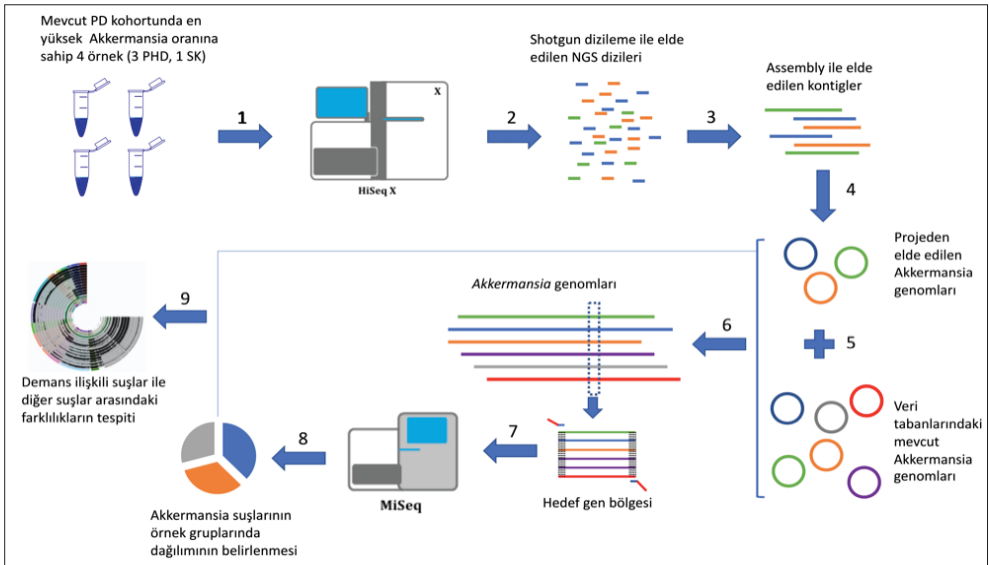 Mevcut PD kohortunda en
yüksek Akkermansia oranına
sahip 4 örnek (3 PHD, 1 SK)
1
X
HiSeq X
2
Shotgun dizileme ile elde
edilen NGS dizileri
3
Assembly ile elde
edilen kontigler
4
Projeden
elde edilen
Akkermansia
genomları
5
Veri
tabanlarındaki
mevcut
Akkermansia
genomları
6
Akkermansia genomları
Hedef gen bölgesi
7
MiSeq
8
Akkermansia suşlarının
örnek gruplarında
dağılımının belirlenmesi
9
Demans ilişkili suşlar ile
diğer suşlar arasındaki
farklılıkların tespiti